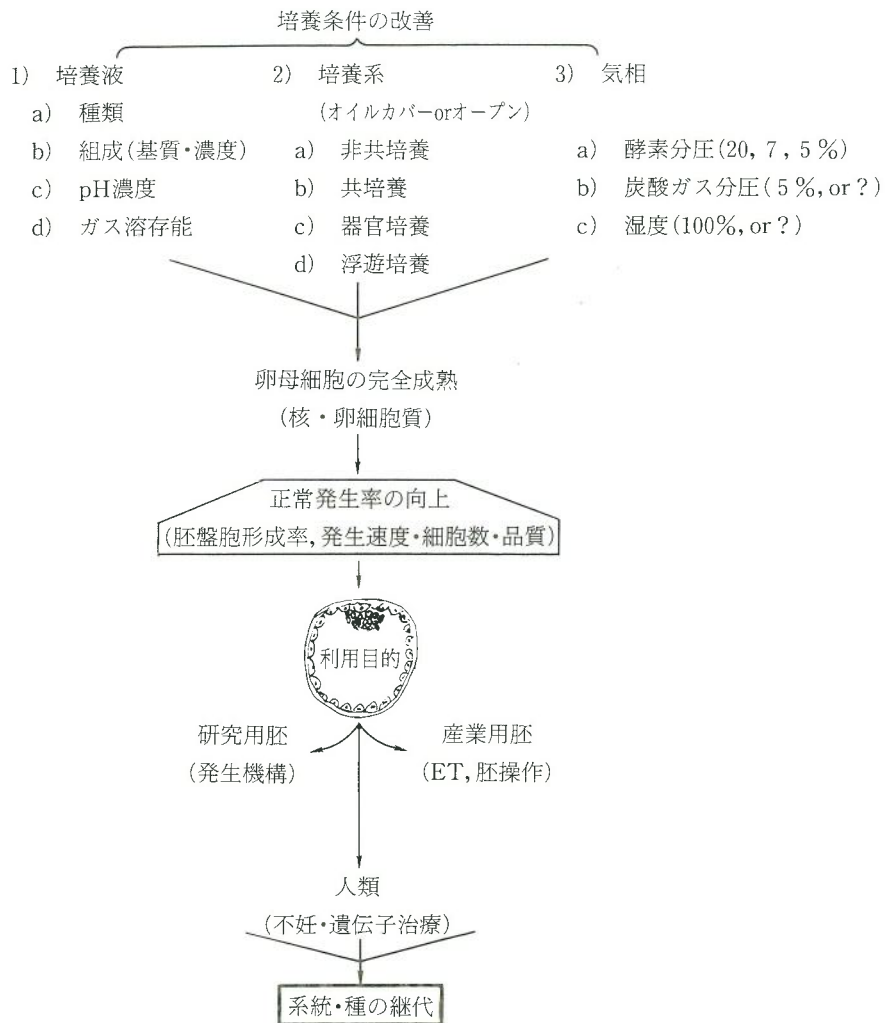 培養条件の改善
1) 培養液
a) 種類
b) 組成(基質・濃度)
c) pH濃度
d) ガス溶存能
2) 培養系
(オイルカバーorオープン)
a) 非共培養
b) 共培養
c) 器官培養
d) 浮遊培養
3) 気相
a) 酵素分圧(20, 7, 5%)
b) 炭酸ガス分圧(5%, or?)
c) 湿度(100%, or?)
卵母細胞の完全成熟
(核・卵細胞質)
正常発生率の向上
(胚盤胞形成率, 発生速度・細胞数・品質)
利用目的
研究用胚
(発生機構)
産業用胚
(ET, 胚操作)
人類
(不妊・遺伝子治療)
系統・種の継代